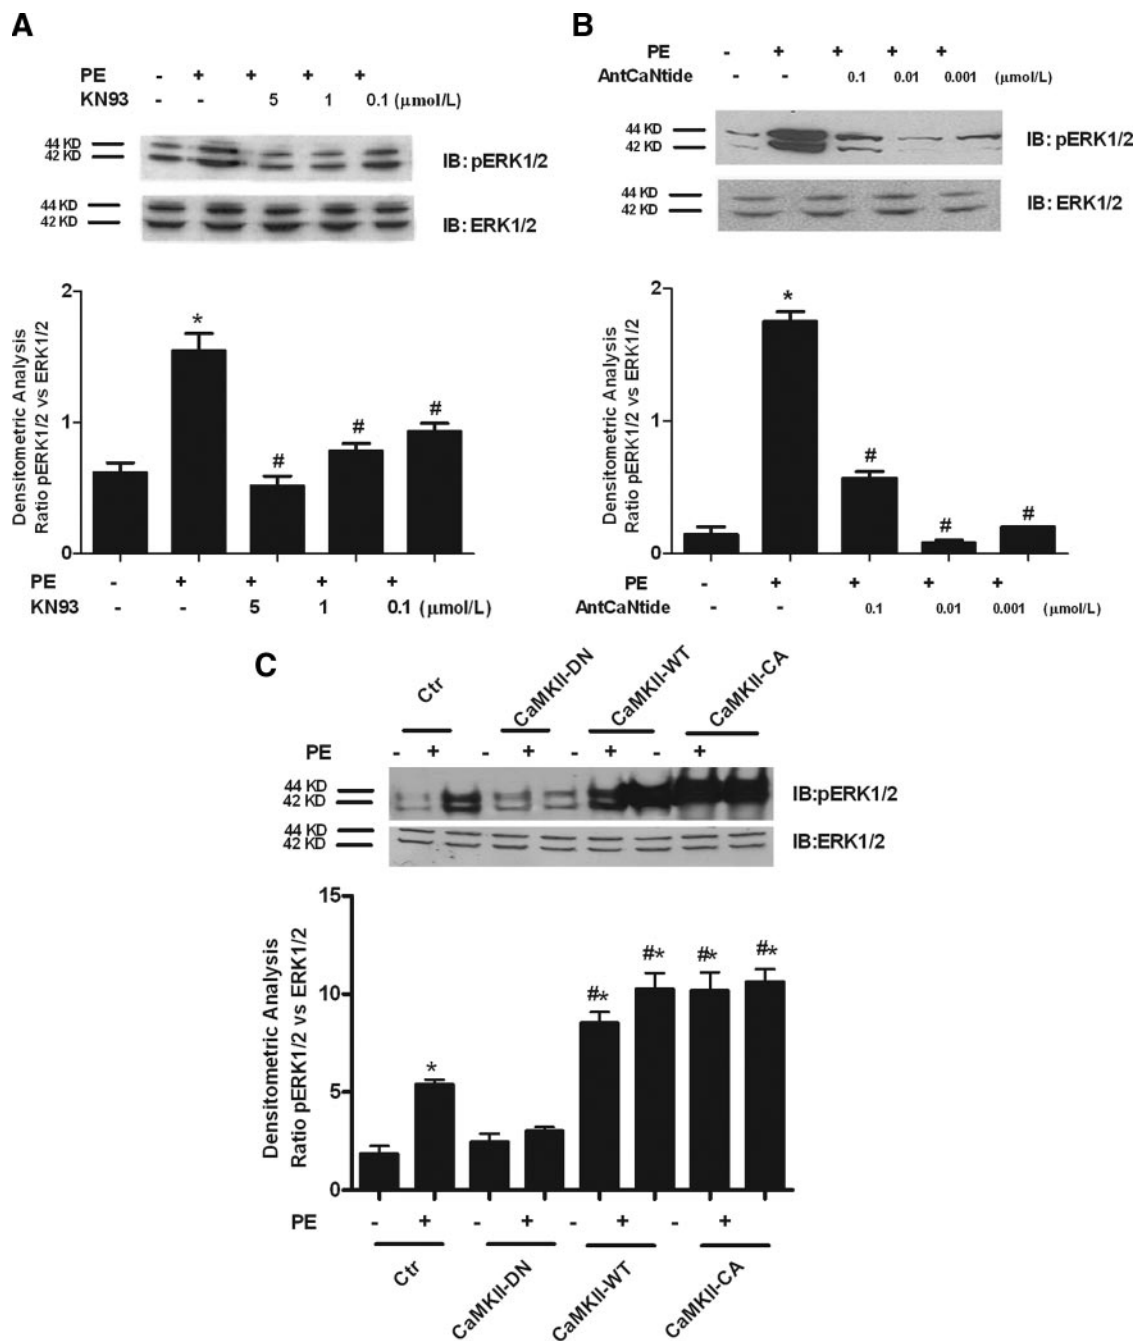 A
PE - + + + +
KN93 - - 5 1 0.1 (μmol/L)
44 KD
42 KD
IB: pERK1/2
44 KD
42 KD
IB: ERK1/2
Densitometric Analysis
Ratio pERK1/2 vs ERK1/2
2
1
0
*
#
#
#
PE - + + + +
KN93 - - 5 1 0.1 (μmol/L)
B
PE - + + + +
AntCaNtide - - 0.1 0.01 0.001 (μmol/L)
44 KD
42 KD
IB: pERK1/2
44 KD
42 KD
IB: ERK1/2
Densitometric Analysis
Ratio pERK1/2 vs ERK1/2
2
1
0
*
#
#
#
PE - + + + +
AntCaNtide - - 0.1 0.01 0.001 (μmol/L)
C
Ctr
CaMKII-DN
CaMKII-WT
CaMKII-CA
PE - + - + - + - +
44 KD
42 KD
IB:pERK1/2
44 KD
42 KD
IB:ERK1/2
Densitometric Analysis
Ratio pERK1/2 vs ERK1/2
15
10
5
0
*
#*
#*
#*
#*
PE - + - + - + - +
Ctr
CaMKII-DN
CaMKII-WT
CaMKII-CA